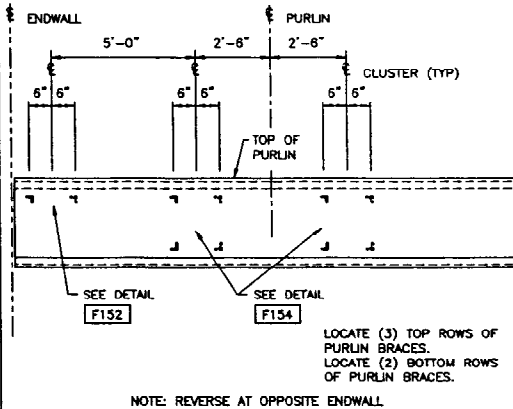 ℄ ENDWALL
℄ PURLIN
5'-0" 2'-6" 2'-6"
℄ ℄ ℄ CLUSTER (TYP)
6" 6" 6" 6" 6" 6"
TOP OF
PURLIN
SEE DETAIL
F152
SEE DETAIL
F154
LOCATE (3) TOP ROWS OF
PURLIN BRACES.
LOCATE (2) BOTTOM ROWS
OF PURLIN BRACES.
NOTE: REVERSE AT OPPOSITE ENDWALL